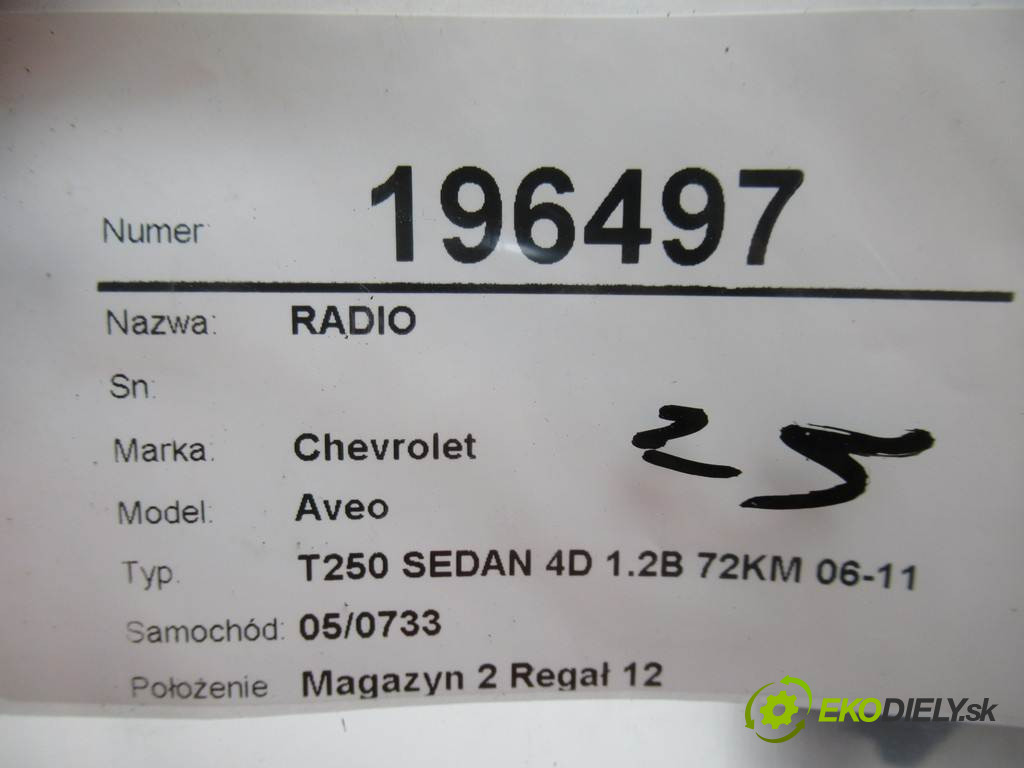 Numer 196497
Nazwa: RADIO
Sn:
Marka: Chevrolet
25
Model: Aveo
Typ. T250 SEDAN 4D 1.2B 72KM 06-11
Samochód: 05/0733
Położenie Magazyn 2 Regał 12
EKODIELY.sk